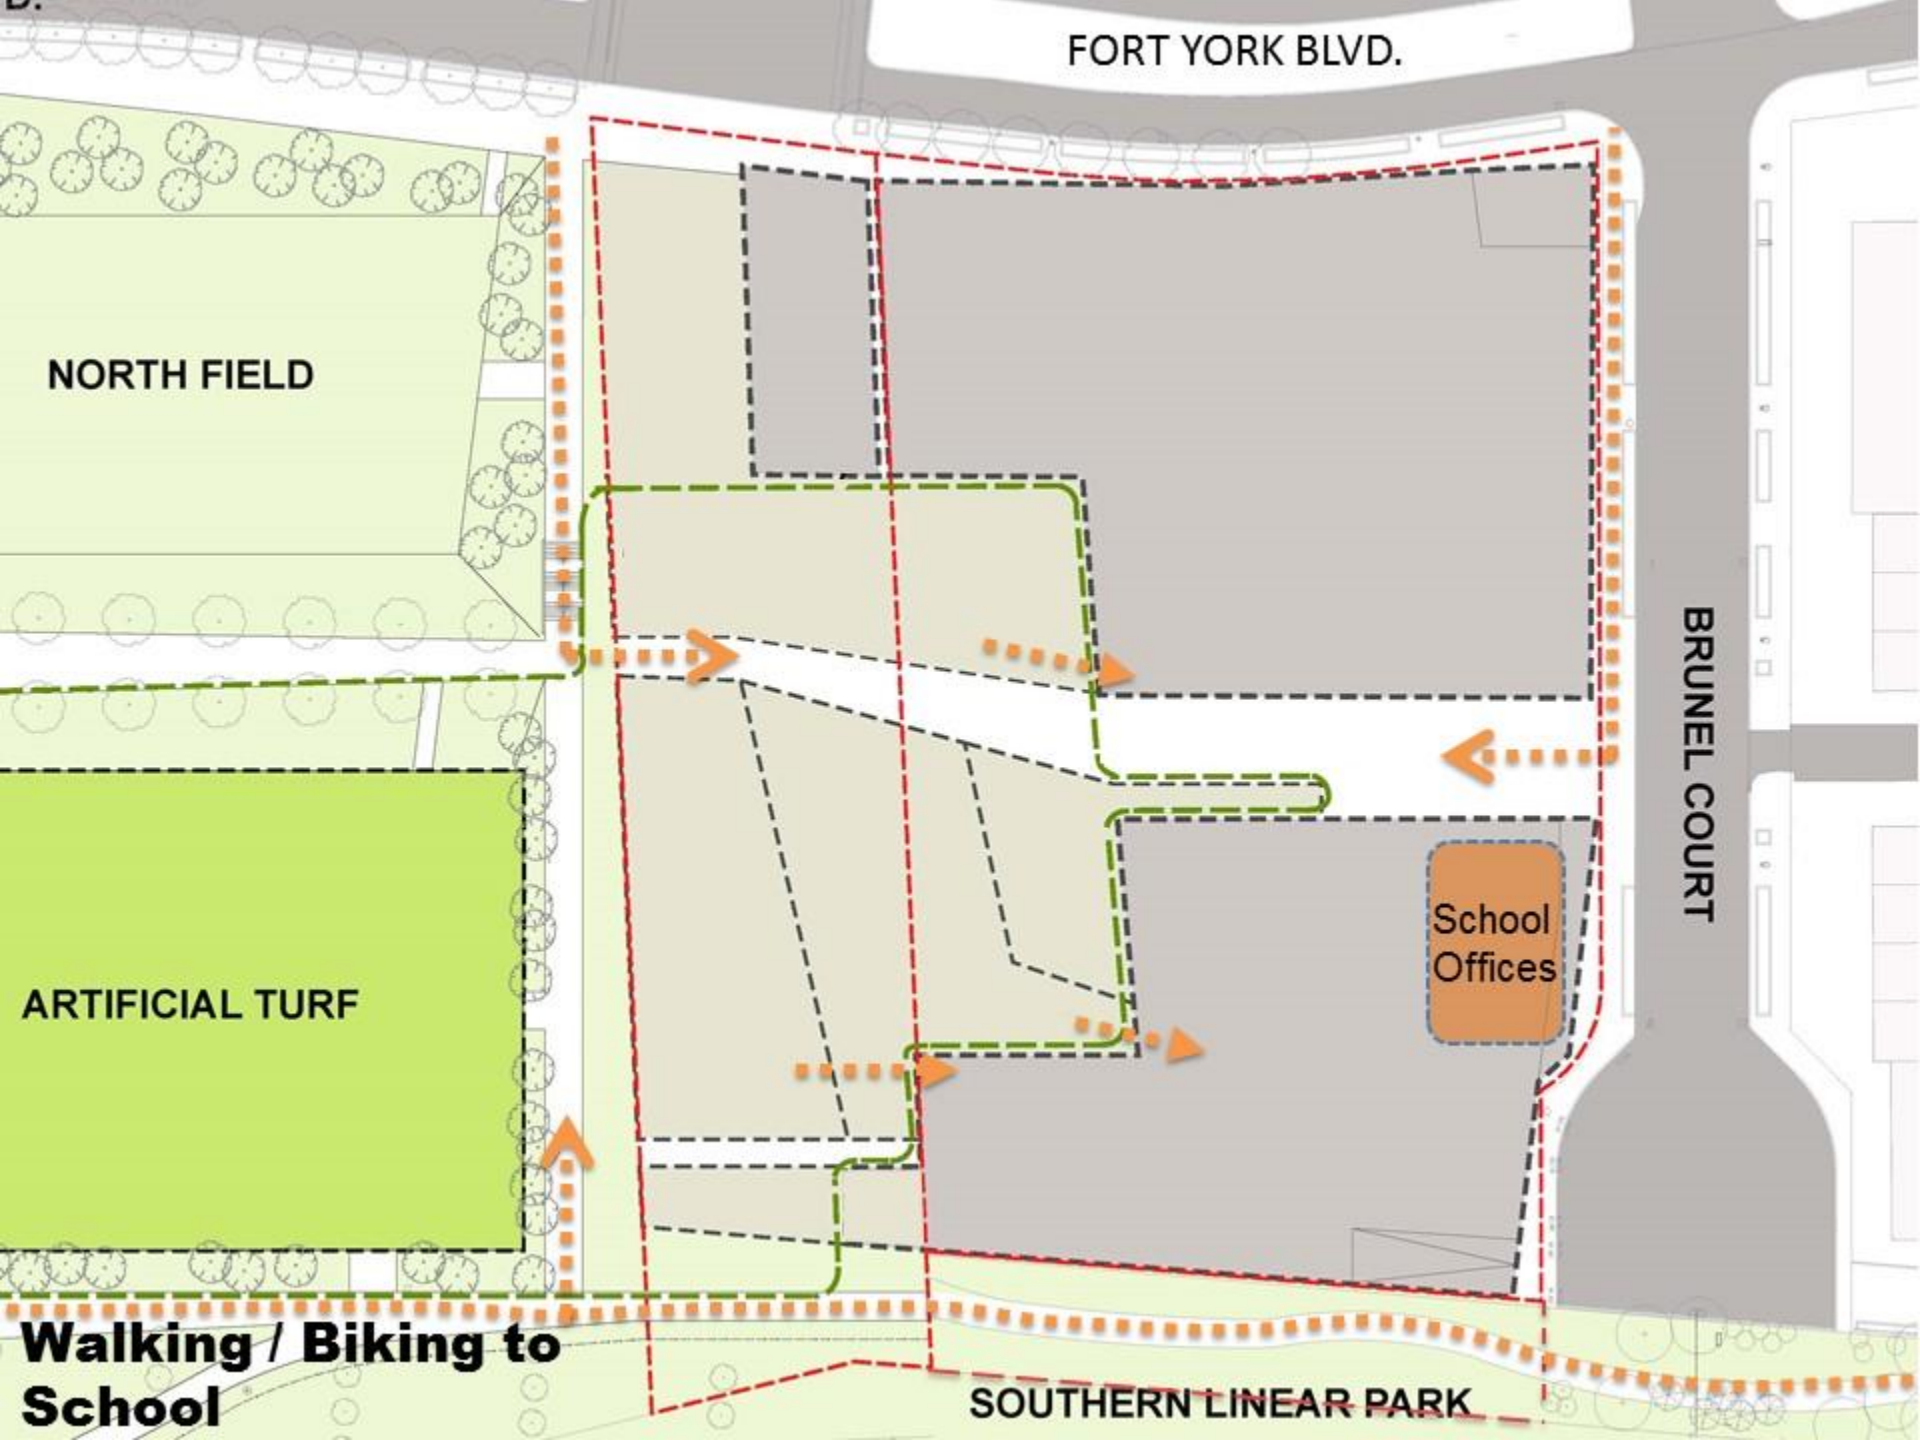 FORT YORK BLVD.
NORTH FIELD
BRUNEL COURT
School
Offices
ARTIFICIAL TURF
Walking / Biking to
School
SOUTHERN LINEAR PARK